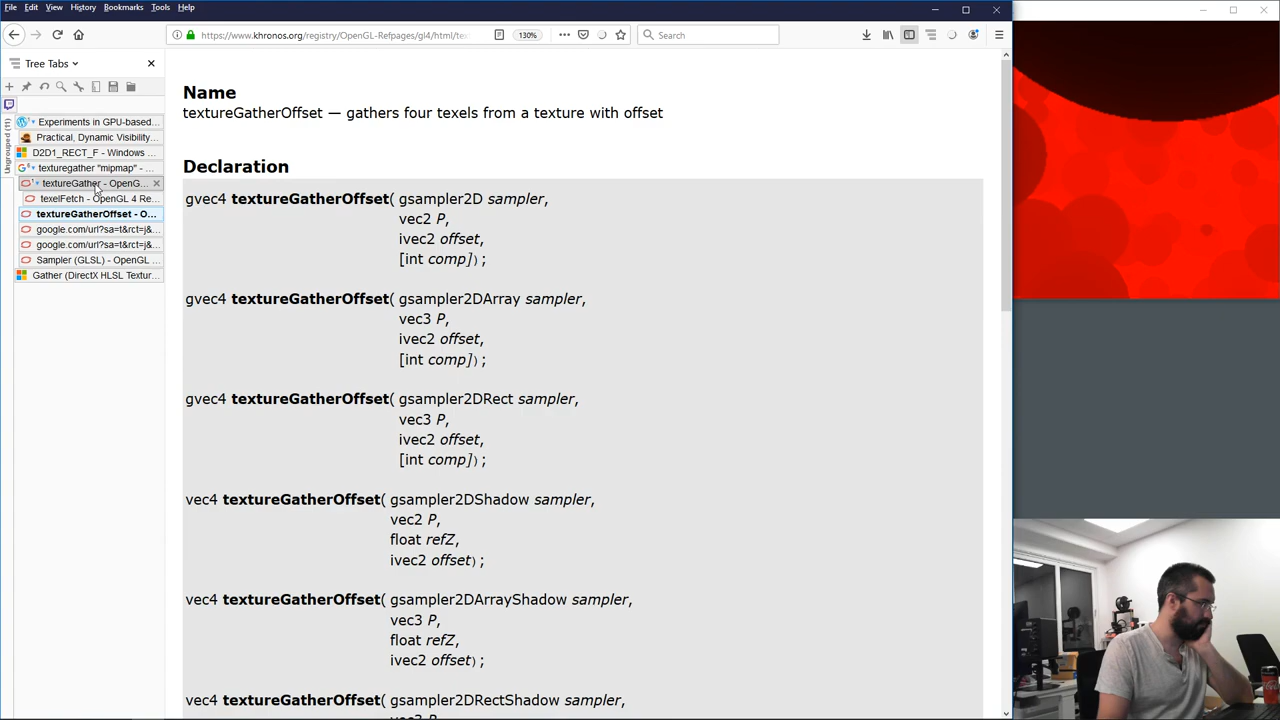 File Edit View History Bookmarks Tools Help
https://www.khronos.org/registry/OpenGL-Refpages/gl4/html/tex
130%
Search
Tree Tabs
Ungrouped (11)
Experiments in GPU-based...
Practical, Dynamic Visibility...
D2D1_RECT_F - Windows ...
texturegather "mipmap" - ...
textureGather - OpenG...
texelFetch - OpenGL 4 Re...
textureGatherOffset - O...
google.com/url?sa=t&rct=j&...
google.com/url?sa=t&rct=j&...
Sampler (GLSL) - OpenGL ...
Gather (DirectX HLSL Textur...
Name
textureGatherOffset — gathers four texels from a texture with offset
Declaration
gvec4 textureGatherOffset( gsampler2D sampler,
vec2 P,
ivec2 offset,
[int comp]) ;
gvec4 textureGatherOffset( gsampler2DArray sampler,
vec3 P,
ivec2 offset,
[int comp]) ;
gvec4 textureGatherOffset( gsampler2DRect sampler,
vec3 P,
ivec2 offset,
[int comp]) ;
vec4 textureGatherOffset( gsampler2DShadow sampler,
vec2 P,
float refZ,
ivec2 offset) ;
vec4 textureGatherOffset( gsampler2DArrayShadow sampler,
vec3 P,
float refZ,
ivec2 offset) ;
vec4 textureGatherOffset( gsampler2DRectShadow sampler,